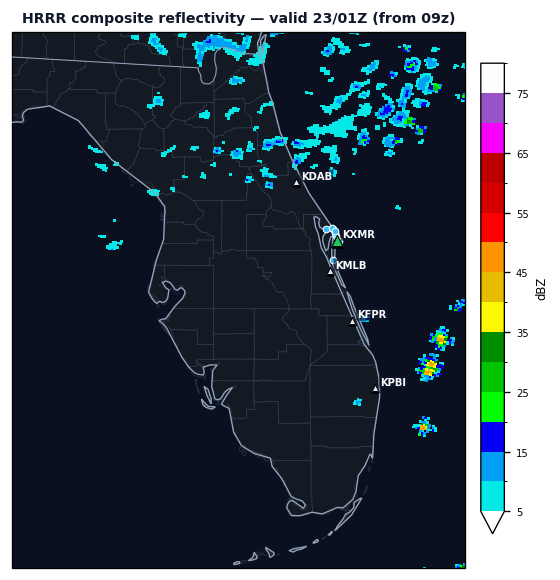 HRRR composite reflectivity — valid 23/01Z (from 09z)
75
65
55
45
35
25
15
5
dBZ
KDAB
KXMR
KMLB
KFPR
KPBI